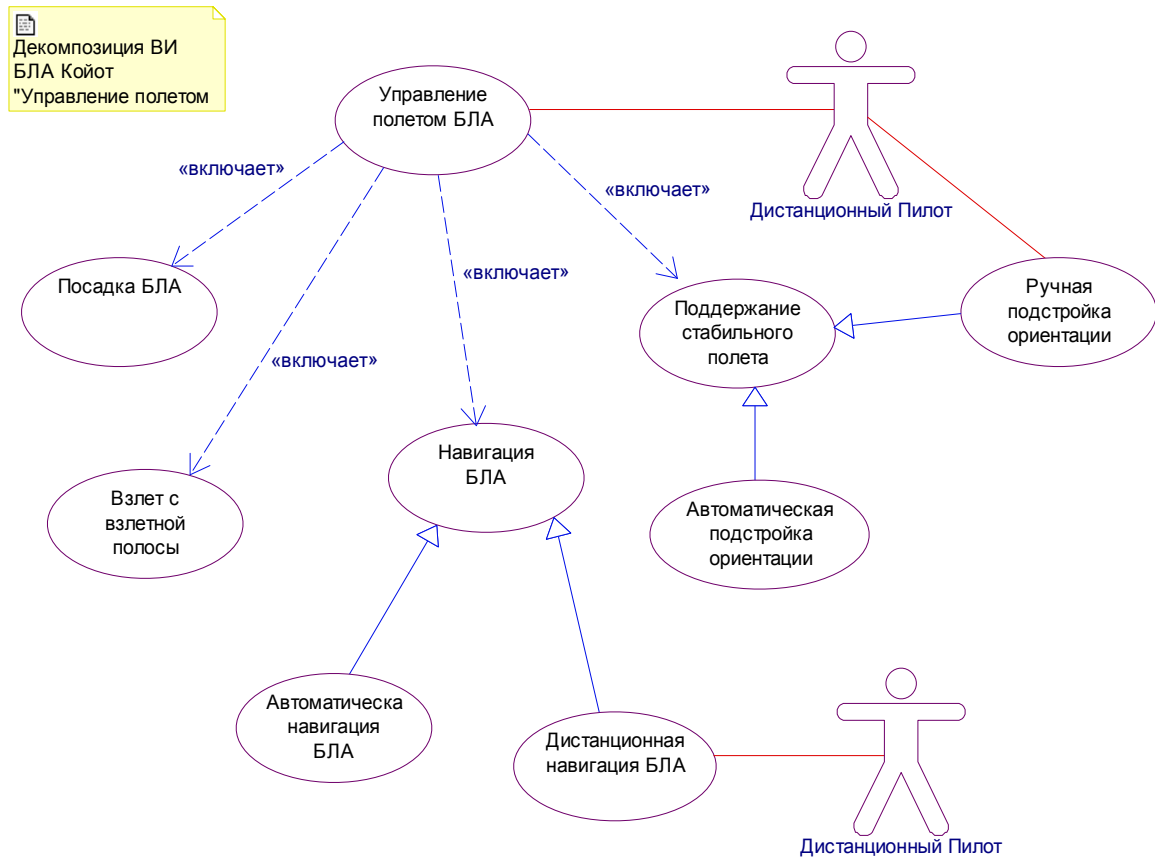 Декомпозиция ВИ
БЛА Койот
"Управление полетом
Управление
полетом БЛА
«включает»
«включает»
«включает»
«включает»
Дистанционный Пилот
Посадка БЛА
Поддержание
стабильного
полета
Ручная
подстройка
ориентации
Взлет с
взлетной
полосы
Навигация
БЛА
Автоматическая
подстройка
ориентации
Автоматическа
навигация
БЛА
Дистанционная
навигация БЛА
Дистанционный Пилот